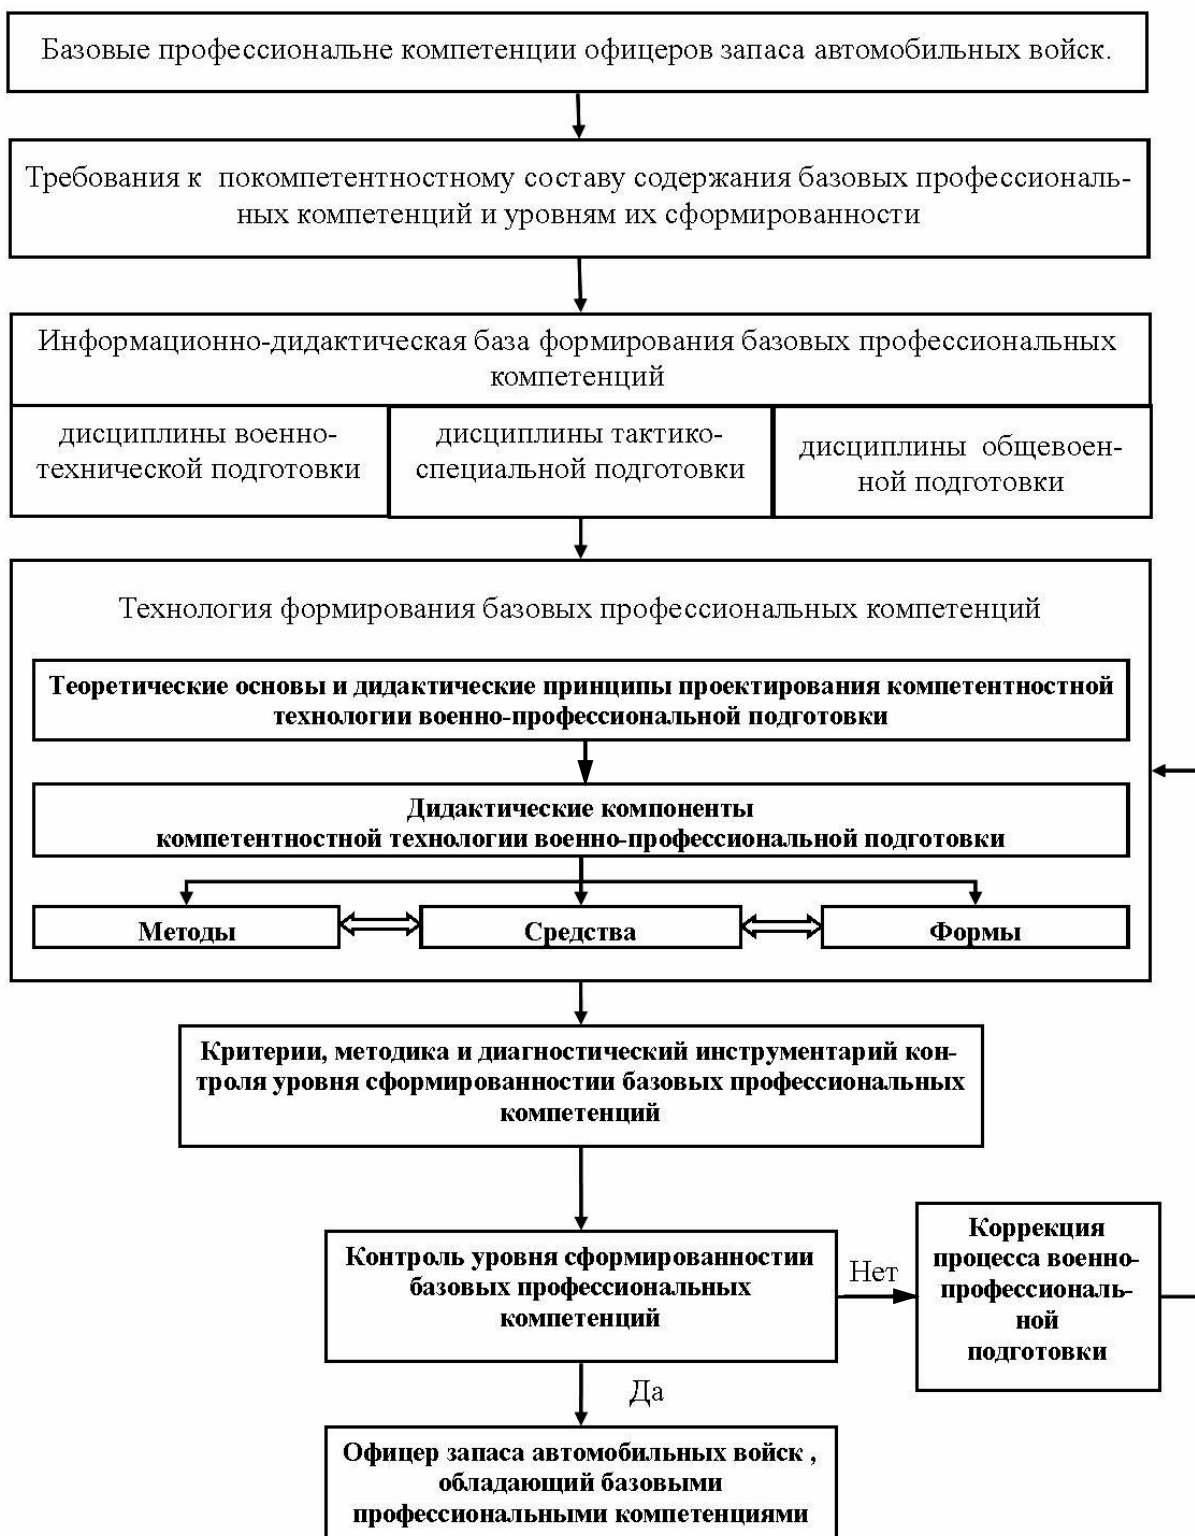 Базовые профессиональне компетенции офицеров запаса автомобильных войск.
Требования к покомпетентностному составу содержания базовых профессиональ-
ных компетенций и уровням их сформированности
Информационно-дидактическая база формирования базовых профессиональных
компетенций
дисциплины военно-
технической подготовки
дисциплины тактико-
специальной подготовки
дисциплины общевоен-
ной подготовки
Технология формирования базовых профессиональных компетенций
Теоретические основы и дидактические принципы проектирования компетентностной
технологии военно-профессиональной подготовки
Дидактические компоненты
компетентностной технологии военно-профессиональной подготовки
Методы
Средства
Формы
Критерии, методика и диагностический инструментарий кон-
троля уровня сформированностии базовых профессиональных
компетенций
Контроль уровня сформированностии
базовых профессиональных
компетенций
Нет
Коррекция
процесса военно-
профессиональ-
ной
подготовки
Да
Офицер запаса автомобильных войск ,
обладающий базовыми
профессиональными компетенциями